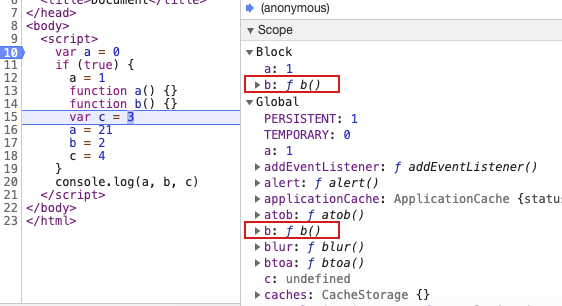 6 <title>Document</title>
7 </head>
8 <body>
9 <script>
10 var a = 0
11 if (true) {
12 a = 1
13 function a() {}
14 function b() {}
15 var c = 3
16 a = 21
17 b = 2
18 c = 4
19 }
20 console.log(a, b, c)
21 </script>
22 </body>
23 </html>
(anonymous)
Scope
Block
a: 1
b: ƒ b()
Global
PERSISTENT: 1
TEMPORARY: 0
a: 1
addEventListener: ƒ addEventListener()
alert: ƒ alert()
applicationCache: ApplicationCache {status
atob: ƒ atob()
b: ƒ b()
blur: ƒ blur()
btoa: ƒ btoa()
c: undefined
caches: CacheStorage {}